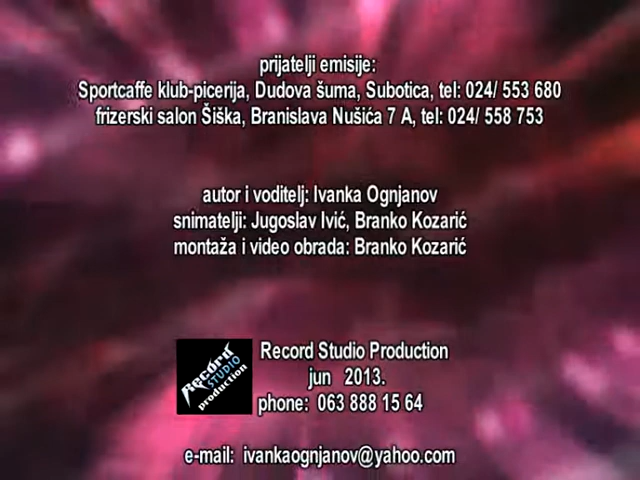 prijatelji emisije:
Sportcaffe klub-picerija, Dudova šuma, Subotica, tel: 024/ 553 680
frizerski salon Šiška, Branislava Nušića 7 A, tel: 024/ 558 753
autor i voditelj: Ivanka Ognjanov
snimatelji: Jugoslav Ivić, Branko Kozarić
montaža i video obrada: Branko Kozarić
Record STUDIO production
Record Studio Production
jun 2013.
phone: 063 888 15 64
e-mail: ivankaognjanov@yahoo.com